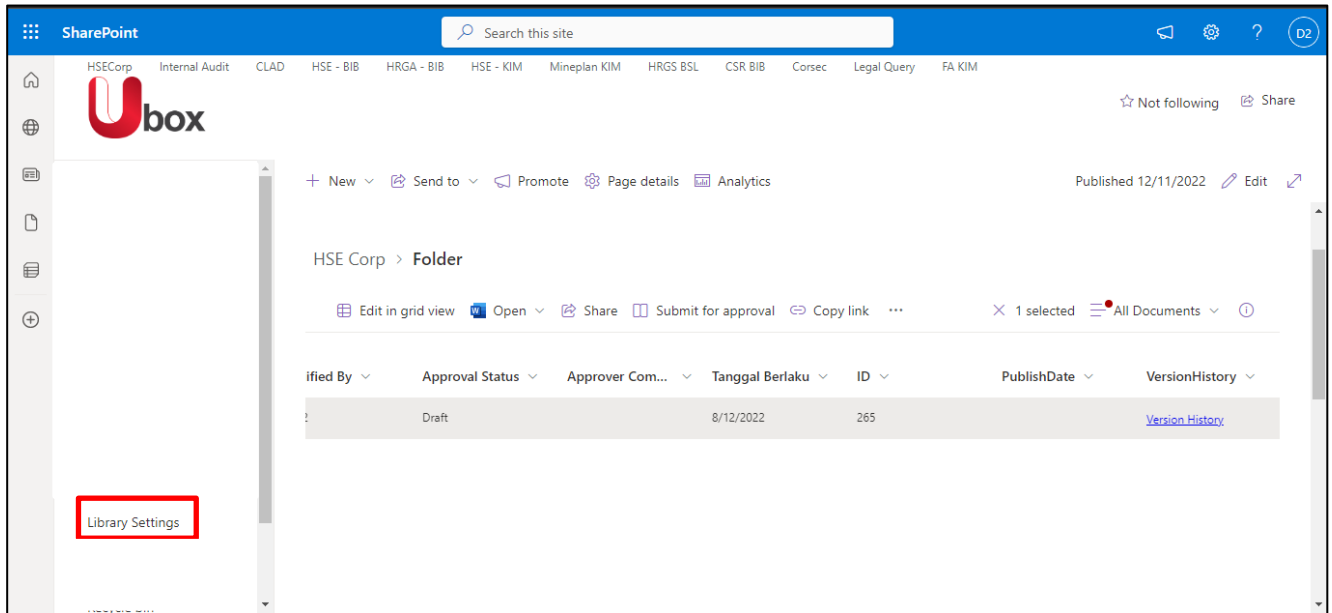 SharePoint
Search this site
D2
HSECorp Internal Audit CLAD HSE - BIB HRGA - BIB HSE - KIM Mineplan KIM HRGS BSL CSR BIB Corsec Legal Query FA KIM
Ubox
Not following Share
New Send to Promote Page details Analytics Published 12/11/2022 Edit
HSE Corp > Folder
Edit in grid view Open Share Submit for approval Copy link ... 1 selected All Documents
ified By Approval Status Approver Com... Tanggal Berlaku ID PublishDate VersionHistory
Draft 8/12/2022 265 Version History
Library Settings